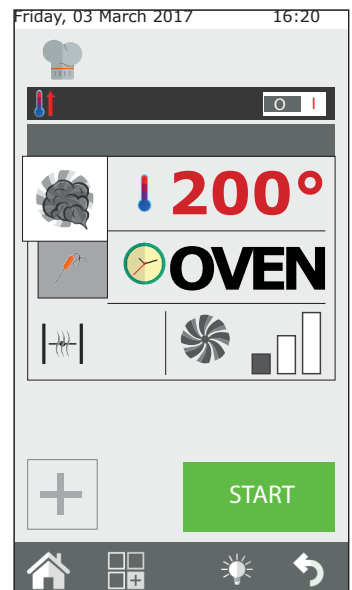 Friday, 03 March 2017 16:20
O I
200°
OVEN
START